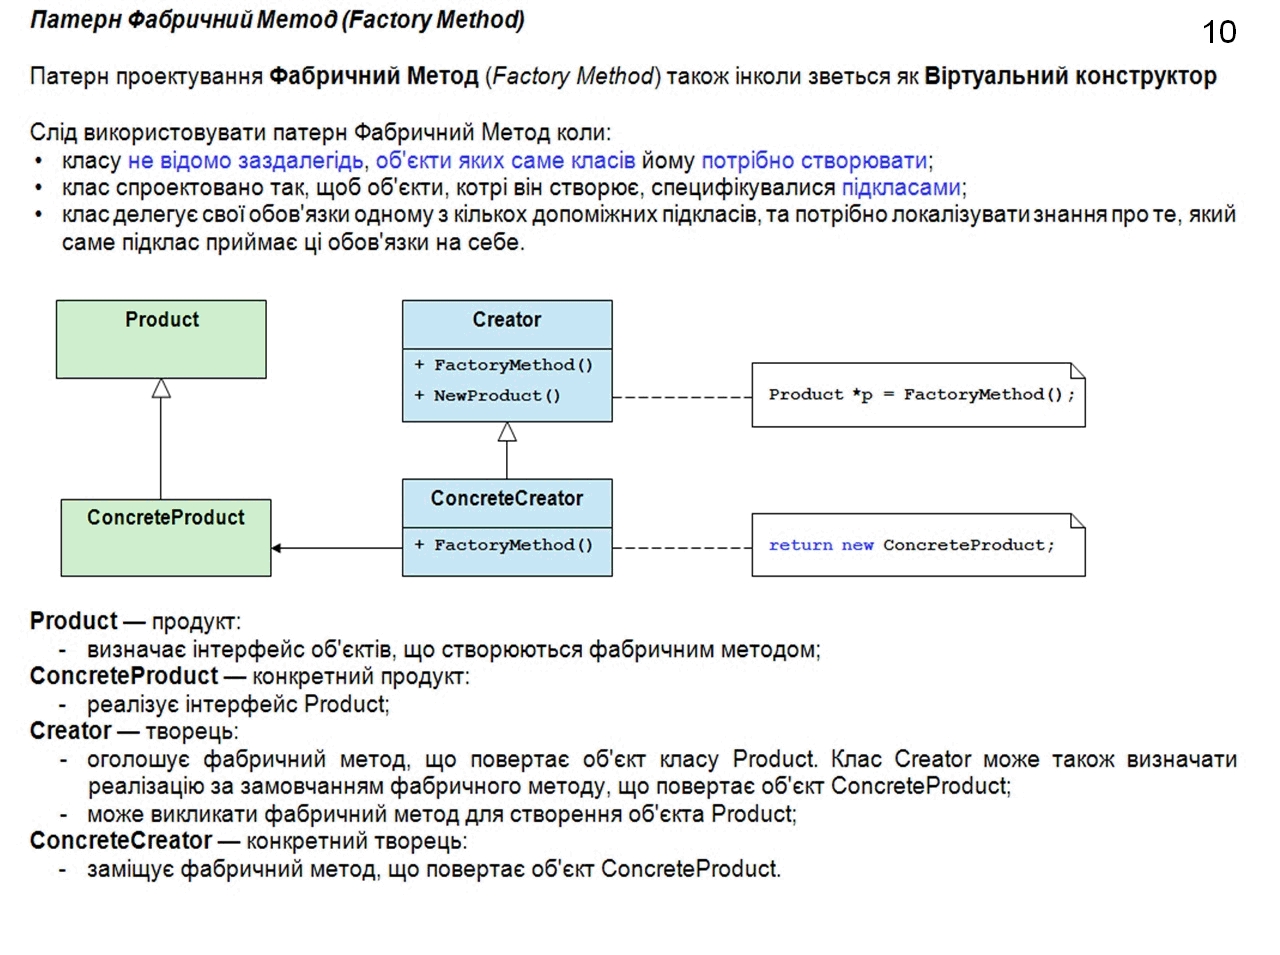 Патерн Фабричний Метод (Factory Method)
10
Патерн проектування Фабричний Метод (Factory Method) також інколи зветься як Віртуальний конструктор
Слід використовувати патерн Фабричний Метод коли:
• класу не відомо заздалегідь, об'єкти яких саме класів йому потрібно створювати;
• клас спроектовано так, щоб об'єкти, котрі він створює, специфікувалися підкласами;
• клас делегує свої обов'язки одному з кількох допоміжних підкласів, та потрібно локалізувати знання про те, який
саме підклас приймає ці обов'язки на себе.
Product
Creator
+ FactoryMethod()
+ NewProduct()
Product *p = FactoryMethod();
ConcreteProduct
ConcreteCreator
+ FactoryMethod()
return new ConcreteProduct;
Product — продукт:
- визначає інтерфейс об'єктів, що створюються фабричним методом;
ConcreteProduct — конкретний продукт:
- реалізує інтерфейс Product;
Creator — творець:
- оголошує фабричний метод, що повертає об'єкт класу Product. Клас Creator може також визначати
реалізацію за замовчанням фабричного методу, що повертає об'єкт ConcreteProduct;
- може викликати фабричний метод для створення об'єкта Product;
ConcreteCreator — конкретний творець:
- заміщує фабричний метод, що повертає об'єкт ConcreteProduct.